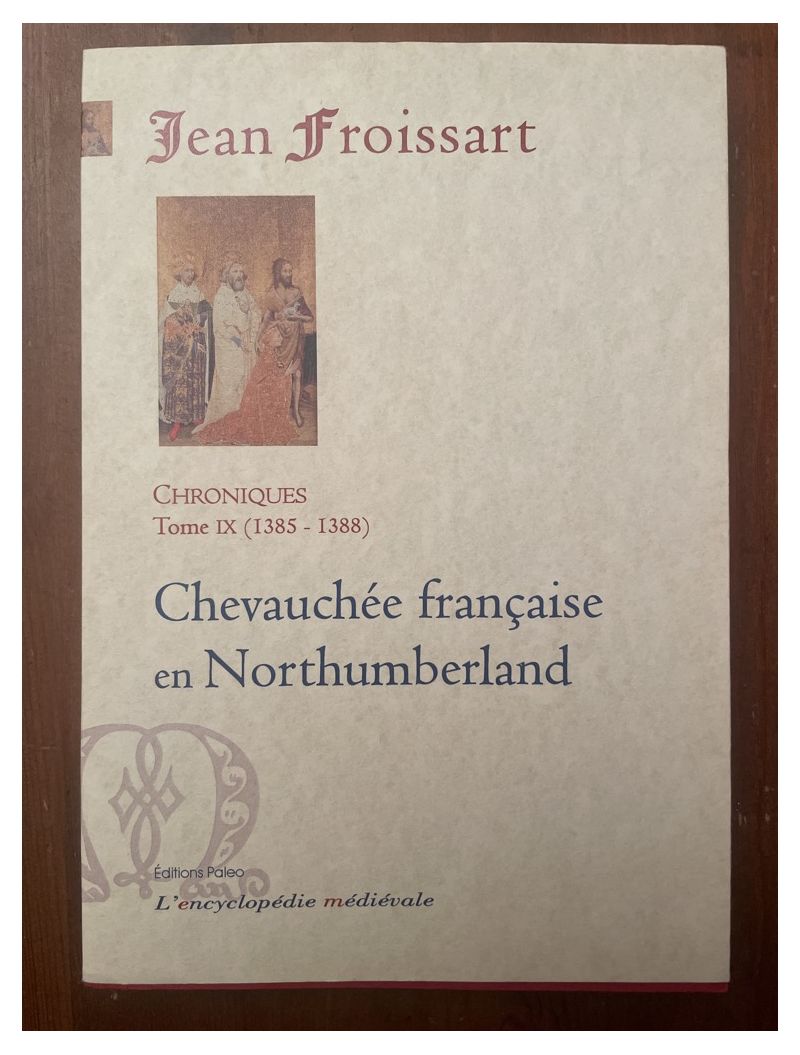 Jean Froissart
CHRONIQUES
Tome IX (1385 - 1388)
Chevauchée française
en Northumberland
Éditions Paleo
L'encyclopédie médiévale